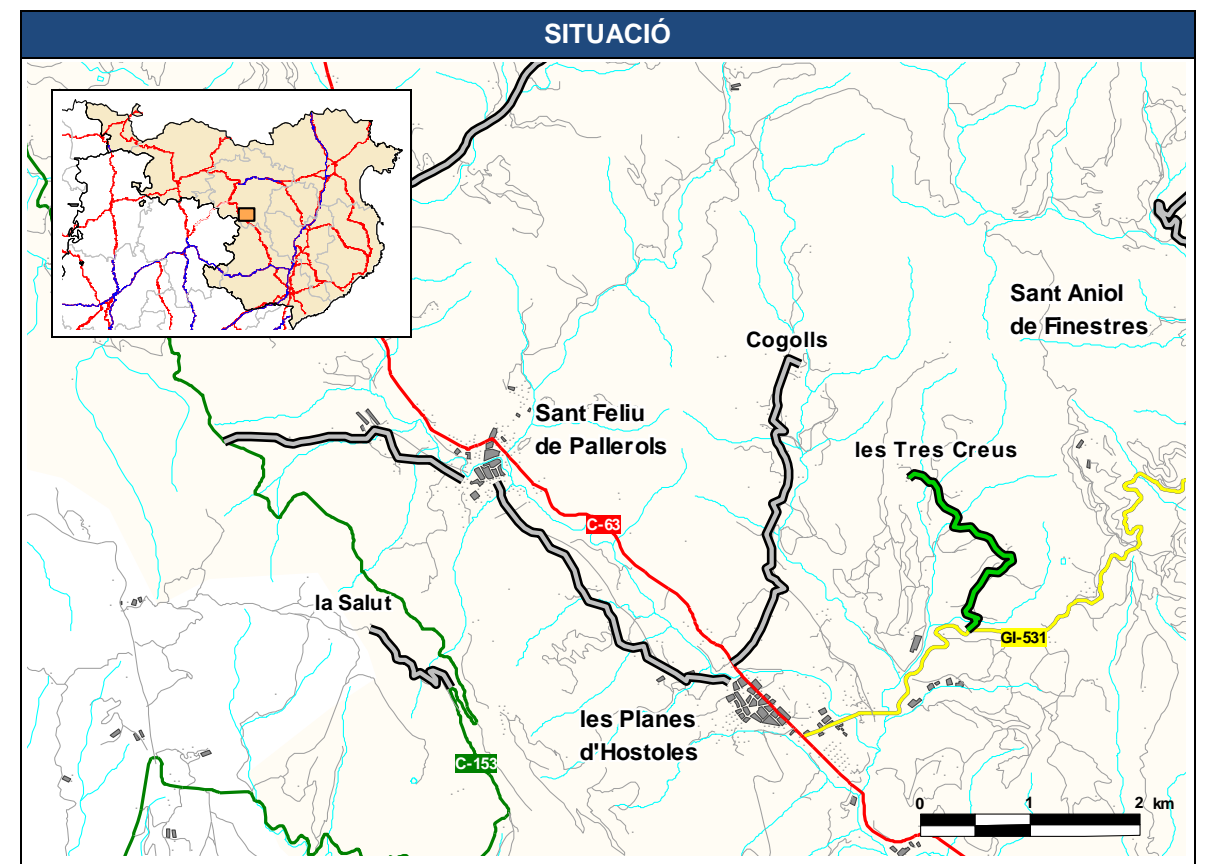 SITUACIÓ
Sant Aniol
de Finestres
Cogolls
Sant Feliu
de Pallerols
les Tres Creus
C-63
la Salut
GI-531
les Planes
d'Hostoles
C-153
0 1 2 km